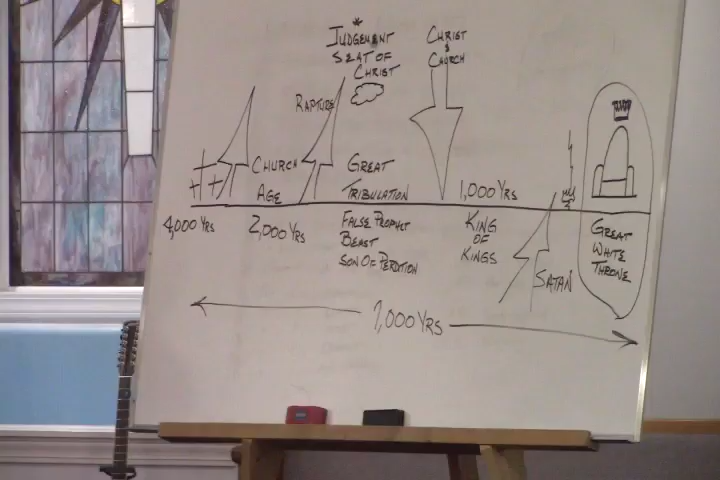 *
JUDGEMENT
SEAT OF
CHRIST
CHRIST
&
CHURCH
RAPTURE
CHURCH
AGE
GREAT
TRIBULATION
1,000 YRS
4,000 YRS
2,000 YRS
FALSE PROPHET
BEAST
SON OF PERDITION
KING
OF
KINGS
SATAN
GREAT
WHITE
THRONE
7,000 YRS